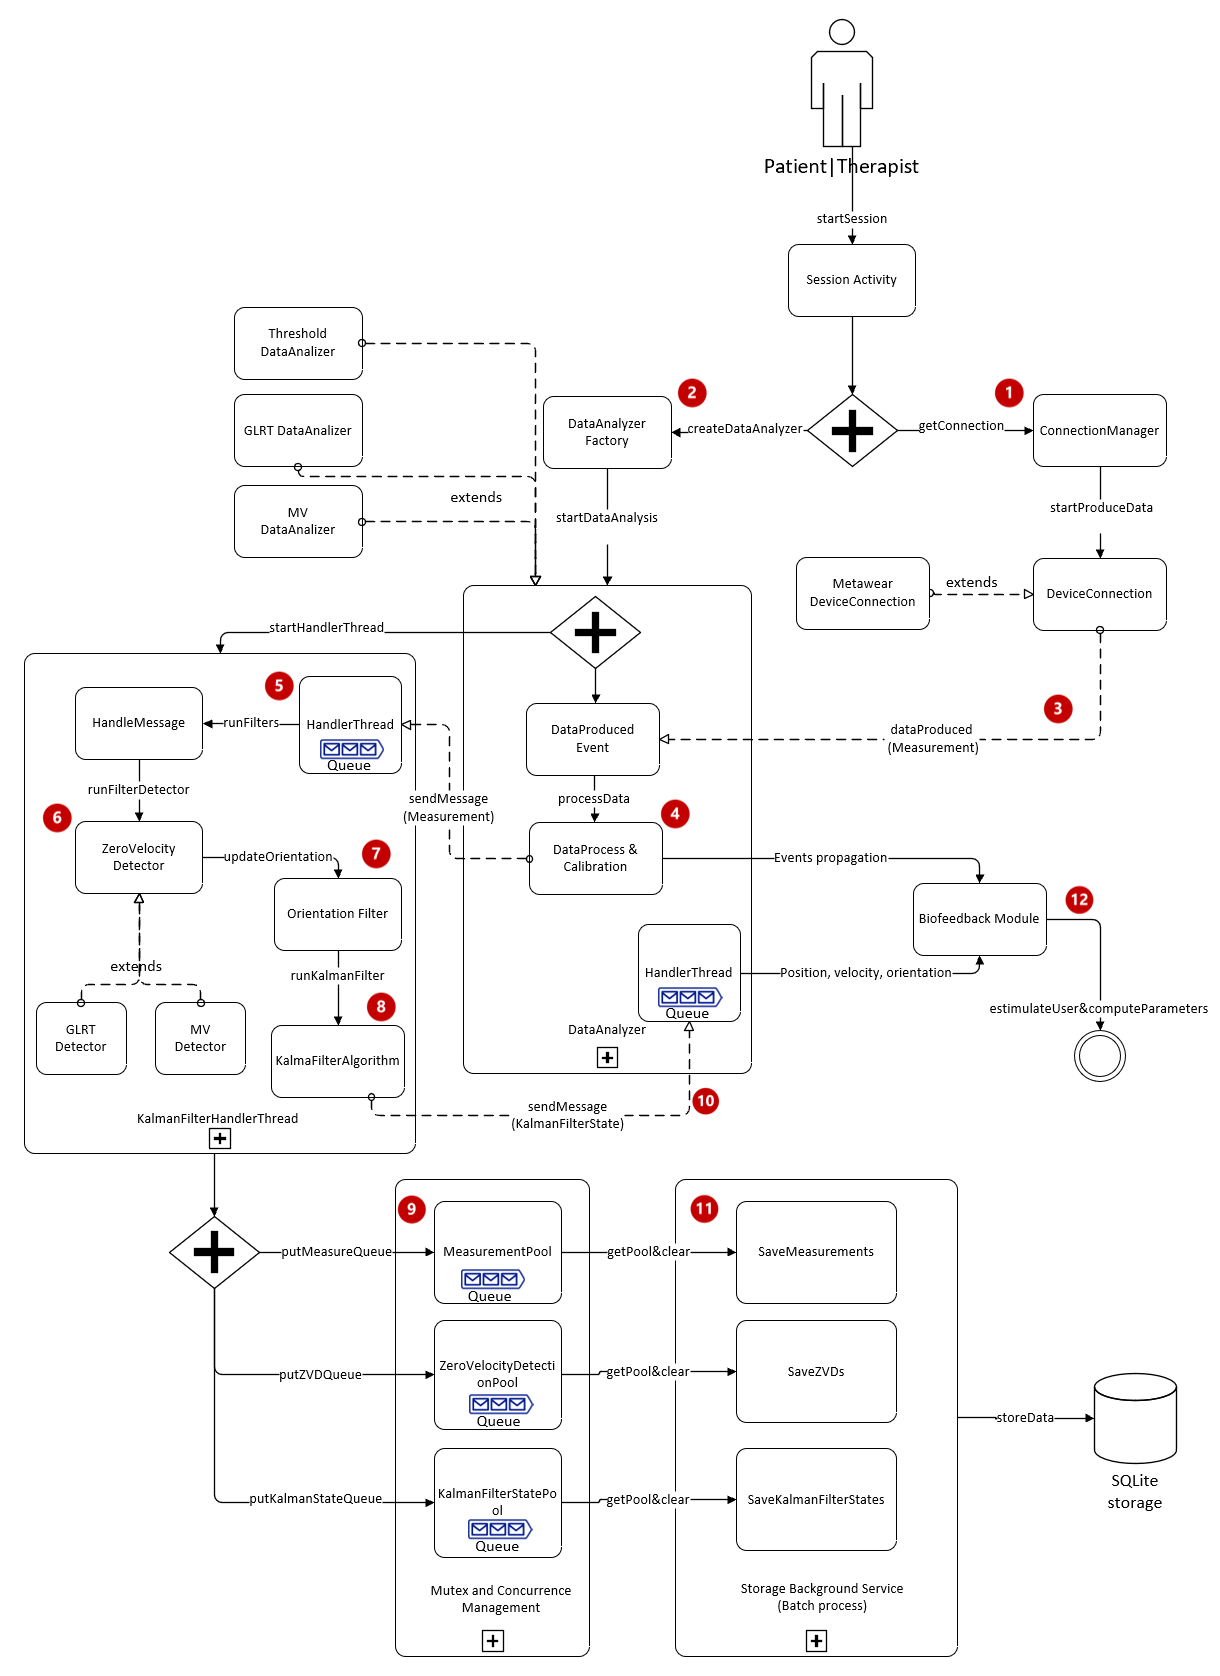 Patient|Therapist
startSession
Session Activity
Threshold
DataAnalizer
GLRT DataAnalizer
MV
DataAnalizer
extends
2
DataAnalyzer
Factory
createDataAnalyzer
getConnection
1
ConnectionManager
startDataAnalysis
startProduceData
Metawear
DeviceConnection
extends
DeviceConnection
startHandlerThread
5
HandleMessage
runFilters
HandlerThread
Queue
DataProduced
Event
dataProduced
(Measurement)
3
runFilterDetector
sendMessage
(Measurement)
processData
4
6
ZeroVelocity
Detector
updateOrientation
7
DataProcess &
Calibration
Events propagation
Orientation Filter
Biofeedback Module
12
extends
runKalmanFilter
HandlerThread
Queue
Position, velocity, orientation
8
GLRT
Detector
MV
Detector
KalmaFilterAlgorithm
DataAnalyzer
estimulateUser&computeParameters
KalmanFilterHandlerThread
sendMessage
(KalmanFilterState)
10
9
11
putMeasureQueue
MeasurementPool
Queue
getPool&clear
SaveMeasurements
putZVDQueue
ZeroVelocityDetecti
onPool
Queue
getPool&clear
SaveZVDs
storeData
SQLite
storage
putKalmanStateQueue
KalmanFilterStatePo
ol
Queue
getPool&clear
SaveKalmanFilterStates
Mutex and Concurrence
Management
Storage Background Service
(Batch process)